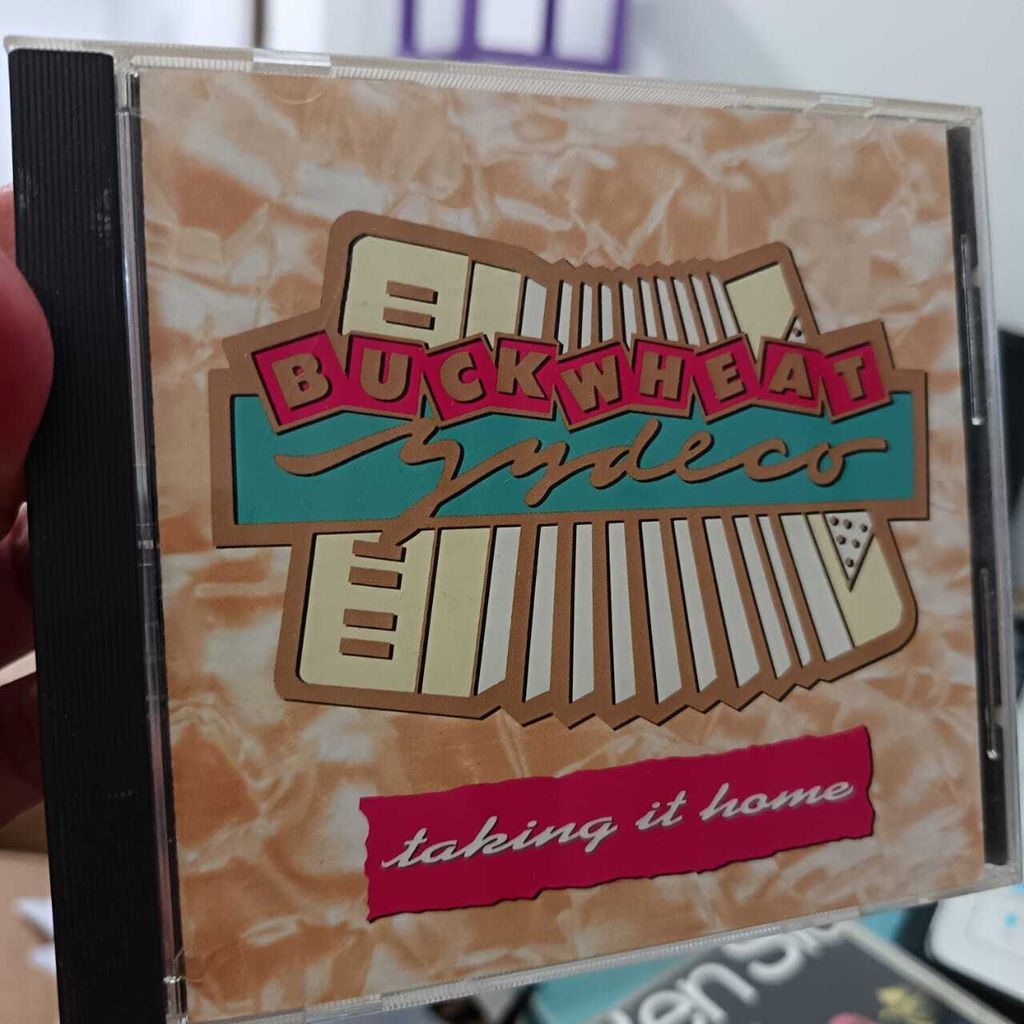 BUCKWHEAT
zydeco
taking it home